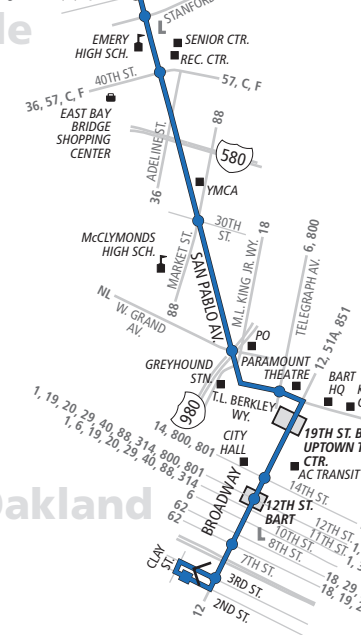 le
STANFORD
EMERY
HIGH SCH.
SENIOR CTR.
REC. CTR.
40TH ST.
57, C, F
36, 57, C, F
EAST BAY
BRIDGE
SHOPPING
CENTER
ADELINE ST.
36
88
580
YMCA
30TH
ST.
18
6, 800
McCLYMONDS
HIGH SCH.
MARKET ST.
88
SAN PABLO AV.
M.L. KING JR. WY.
TELEGRAPH AV.
NL
W. GRAND
AV.
12, 51A, 851
PO
GREYHOUND
STN.
PARAMOUNT
THEATRE
BART
HQ
980
T.L. BERKLEY
WY.
19TH ST. B
UPTOWN T
CTR.
AC TRANSIT
14, 800, 801
1, 19, 20, 29, 40, 88, 314, 800, 801
1, 6, 19, 20, 29, 40, 88, 314
6
62
62
CITY
HALL
BROADWAY
14TH ST.
12TH ST.
BART
12TH ST.
11TH ST.
10TH ST.
8TH ST.
7TH ST.
akland
CLAY
ST.
3RD ST.
2ND ST.
12
18, 29,
18, 19, 2